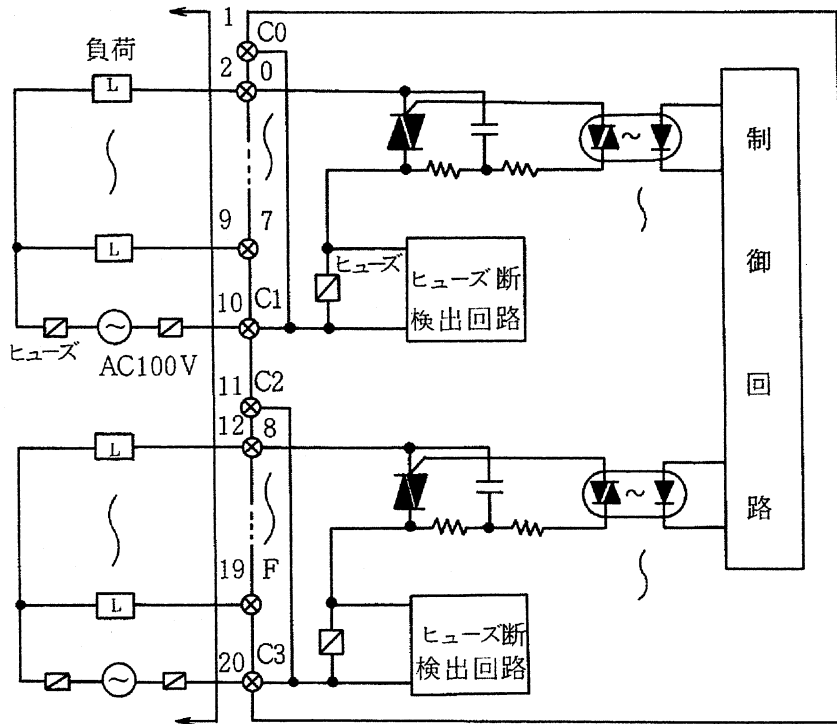 1 C0
負荷
L 2 0
9 7
L
ヒューズ
ヒューズ断
検出回路
10 C1
ヒューズ
AC100V
制御回路
11 C2
12 8
L
19 F
L
ヒューズ断
検出回路
20 C3